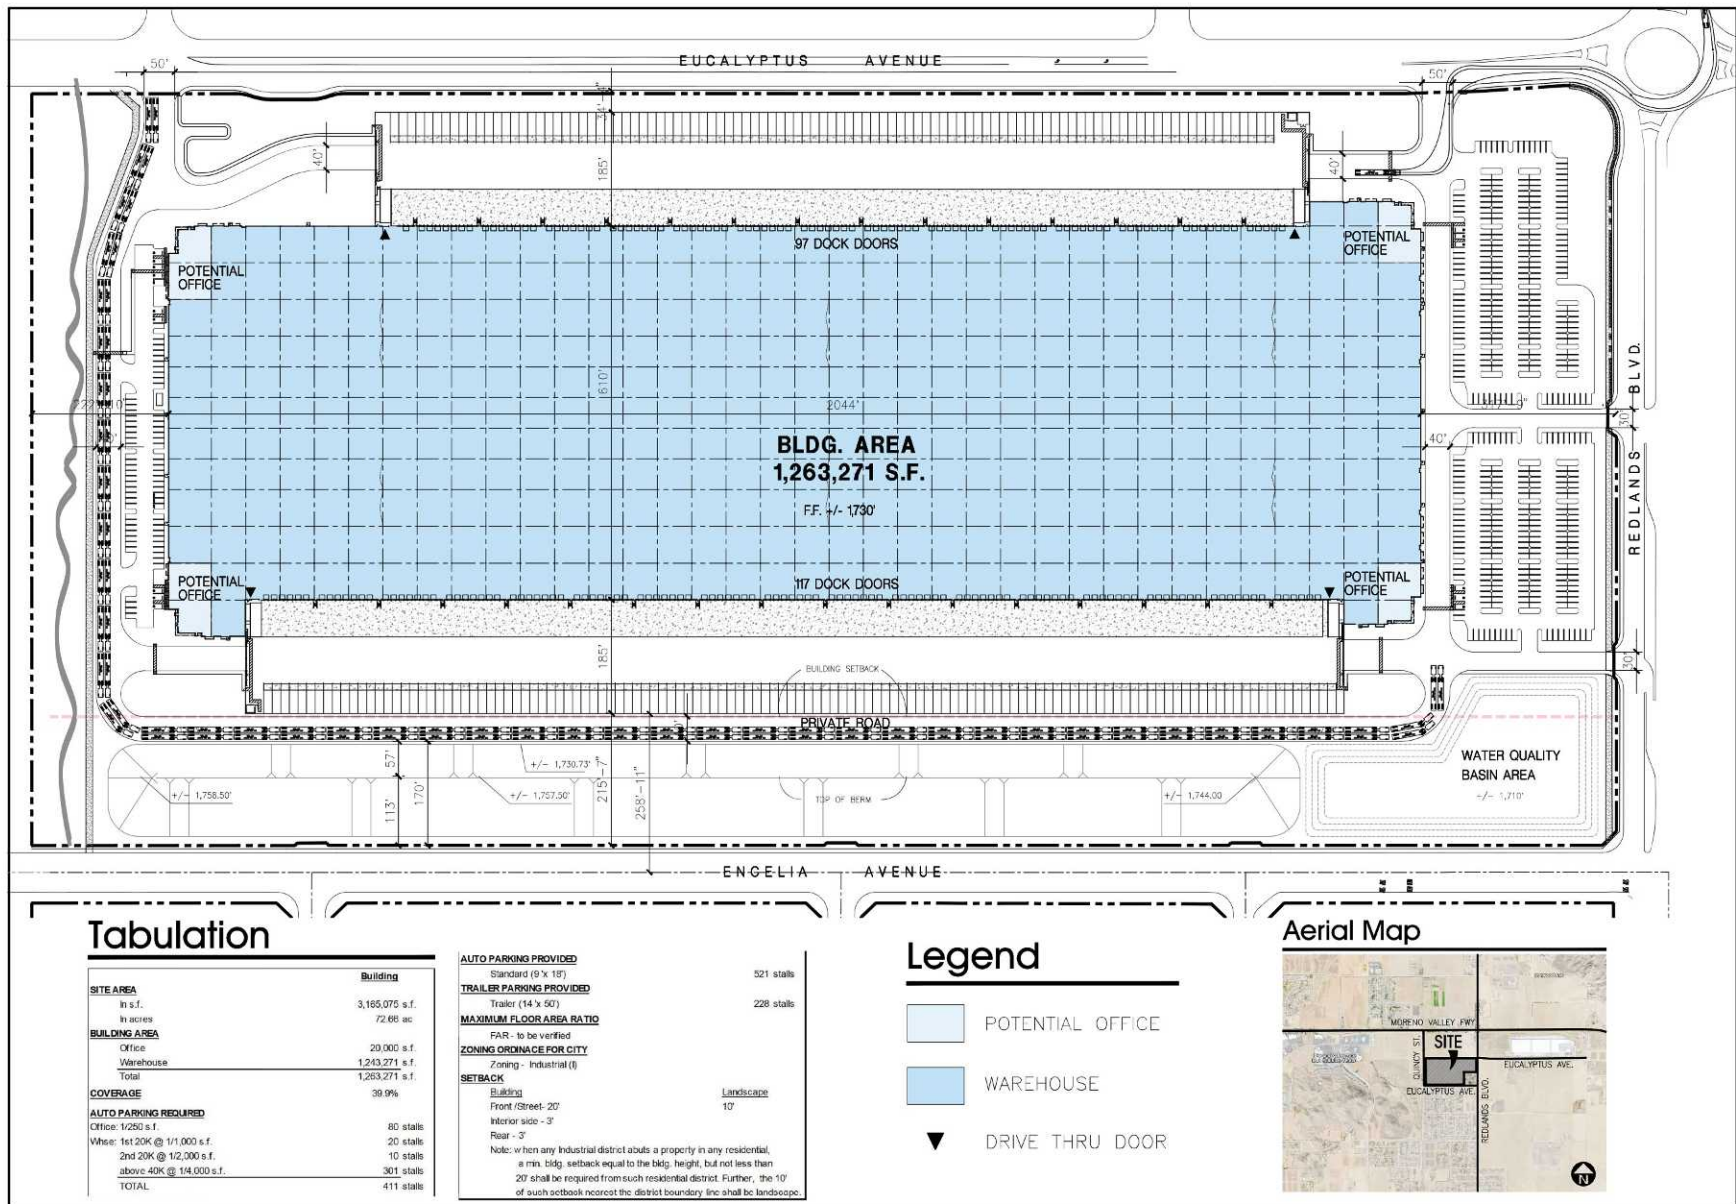 EUCALYPTUS AVENUE
50'
50'
34'-4"
40'
185'
40'
97 DOCK DOORS
POTENTIAL
OFFICE
POTENTIAL
OFFICE
610'
REDLANDS BLVD.
2044'
30'
40'
BLDG. AREA
1,263,271 S.F.
F.F. +/- 1,730'
POTENTIAL
OFFICE
117 DOCK DOORS
POTENTIAL
OFFICE
185'
30'
BUILDING SETBACK
PRIVATE ROAD
WATER QUALITY
BASIN AREA
+/- 1,710'
57'
+/- 1,730.73'
+/- 1,758.50'
113'
170'
+/- 1,757.50'
215'-7"
258'-11"
TOP OF BERM
+/- 1,744.00
ENCELIA AVENUE
Tabulation
Building
SITE AREA
In s.f. 3,165,075 s.f.
In acres 72.66 ac
BUILDING AREA
Office 20,000 s.f.
Warehouse 1,243,271 s.f.
Total 1,263,271 s.f.
COVERAGE 39.9%
AUTO PARKING REQUIRED
Office: 1/250 s.f. 80 stalls
Whse: 1st 20K @ 1/1,000 s.f. 20 stalls
2nd 20K @ 1/2,000 s.f. 10 stalls
above 40K @ 1/4,000 s.f. 301 stalls
TOTAL 411 stalls
AUTO PARKING PROVIDED
Standard (9'x 18') 521 stalls
TRAILER PARKING PROVIDED
Trailer (14'x 50') 228 stalls
MAXIMUM FLOOR AREA RATIO
FAR - to be verified
ZONING ORDINACE FOR CITY
Zoning - Industrial (I)
SETBACK
Building Landscape
Front /Street- 20' 10'
Interior side - 3'
Rear - 3'
Note: when any Industrial district abuts a property in any residential,
a min. bldg. setback equal to the bldg. height, but not less than
20' shall be required from such residential district. Further, the 10'
of such setback nearest the district boundary line shall be landscape.
Legend
POTENTIAL OFFICE
WAREHOUSE
DRIVE THRU DOOR
Aerial Map
MORENO VALLEY FWY
QUINCY ST.
SITE
EUCALYPTUS AVE.
EUCALYPTUS AVE.
REDLANDS BLVD.
N